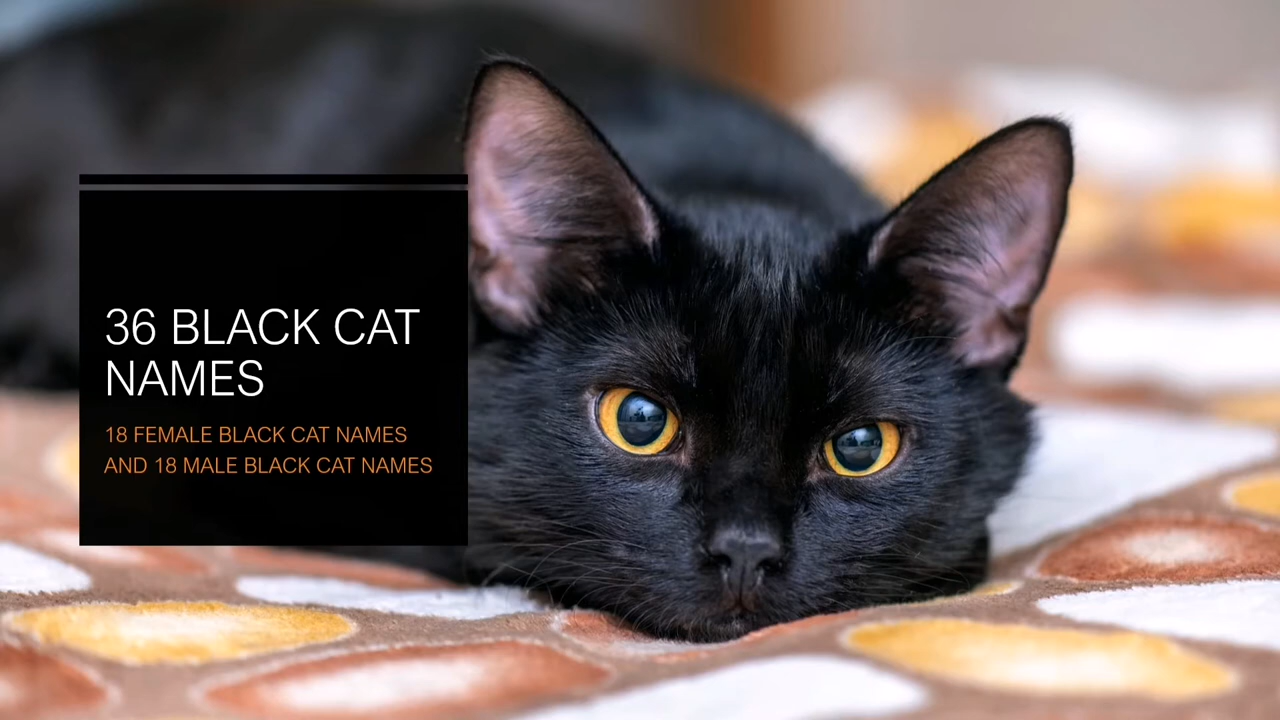 36 BLACK CAT
NAMES
18 FEMALE BLACK CAT NAMES
AND 18 MALE BLACK CAT NAMES